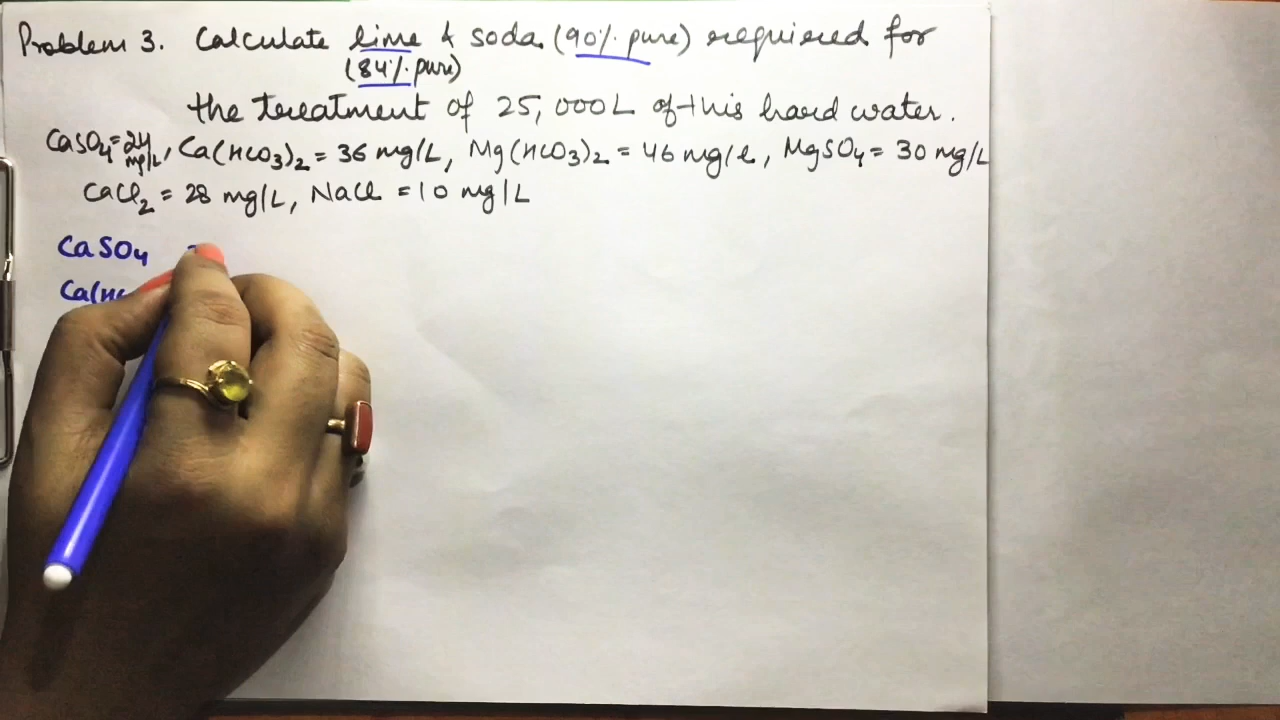 Problem 3. Calculate lime & soda (90% pure) required for
(84% pure)
the treatment of 25,000L of this hard water.
CaSO4 = 24 mg/L, Ca(HCO3)2 = 36 mg/L, Mg(HCO3)2 = 46 mg/l, MgSO4 = 30 mg/L
CaCl2 = 28 mg/L, NaCl = 10 mg/L
CaSO4
Ca(HC